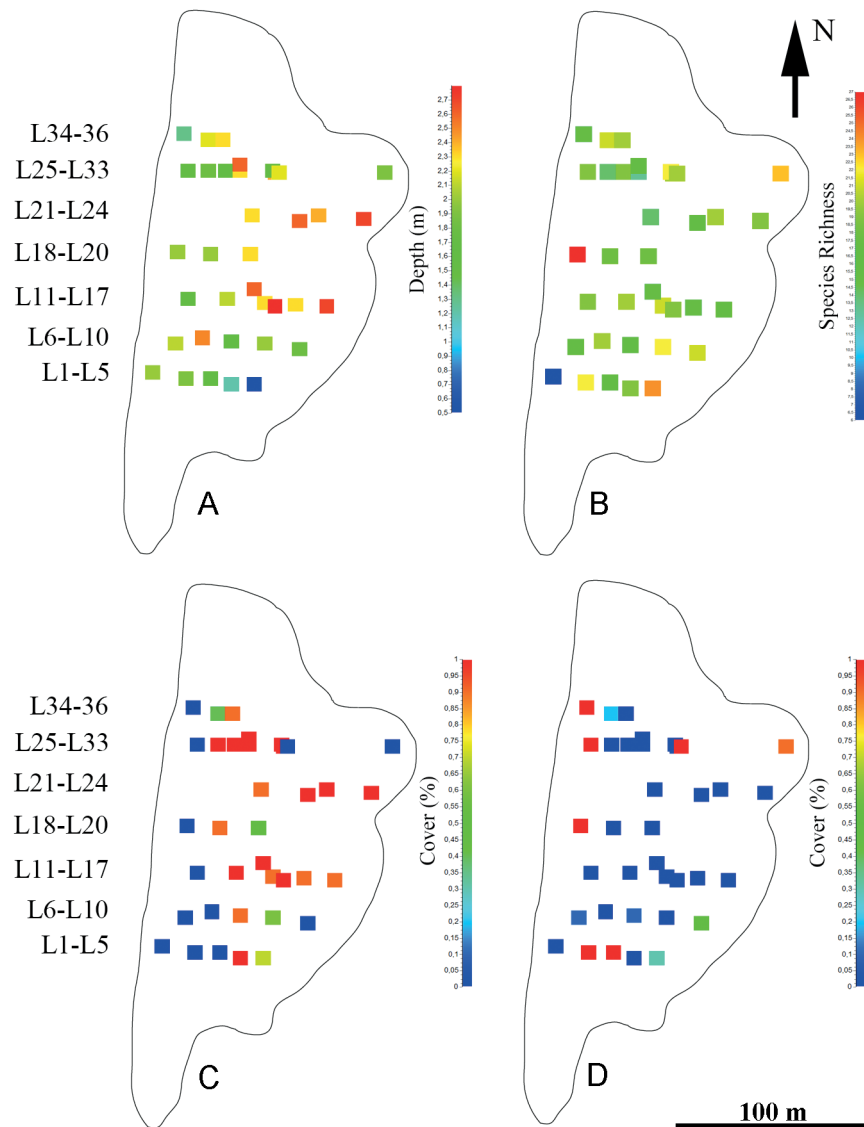 N
L34-36
L25-L33
L21-L24
L18-L20
L11-L17
L6-L10
L1-L5
2,7
2,6
2,5
2,4
2,3
2,2
2,1
2
1,9
1,8
1,7
1,6
1,5
1,4
1,3
1,2
1,1
1
0,9
0,8
0,7
0,6
0,5
Depth (m)
A
Species Richness
B
L34-36
L25-L33
L21-L24
L18-L20
L11-L17
L6-L10
L1-L5
1
0,95
0,9
0,85
0,8
0,75
0,7
0,65
0,6
0,55
0,5
0,45
0,4
0,35
0,3
0,25
0,2
0,15
0,1
0,05
0
Cover (%)
C
1
0,95
0,9
0,85
0,8
0,75
0,7
0,65
0,6
0,55
0,5
0,45
0,4
0,35
0,3
0,25
0,2
0,15
0,1
0,05
0
Cover (%)
D
100 m